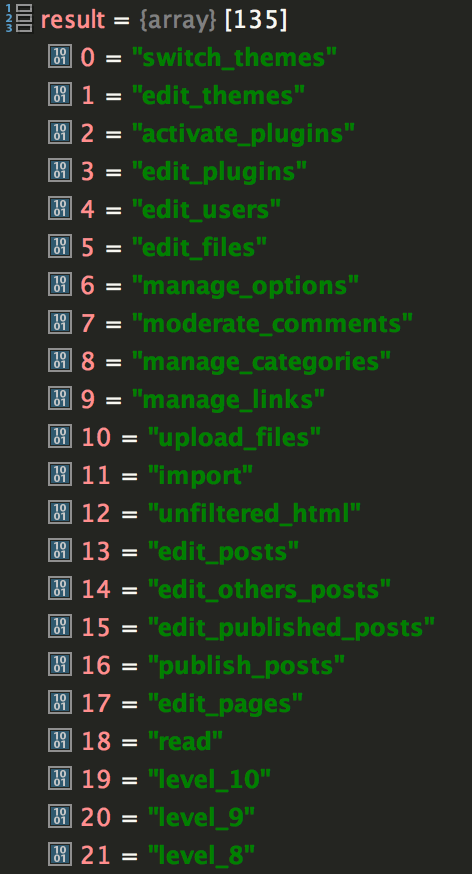 result = {array} [135]
0 = "switch_themes"
1 = "edit_themes"
2 = "activate_plugins"
3 = "edit_plugins"
4 = "edit_users"
5 = "edit_files"
6 = "manage_options"
7 = "moderate_comments"
8 = "manage_categories"
9 = "manage_links"
10 = "upload_files"
11 = "import"
12 = "unfiltered_html"
13 = "edit_posts"
14 = "edit_others_posts"
15 = "edit_published_posts"
16 = "publish_posts"
17 = "edit_pages"
18 = "read"
19 = "level_10"
20 = "level_9"
21 = "level_8"